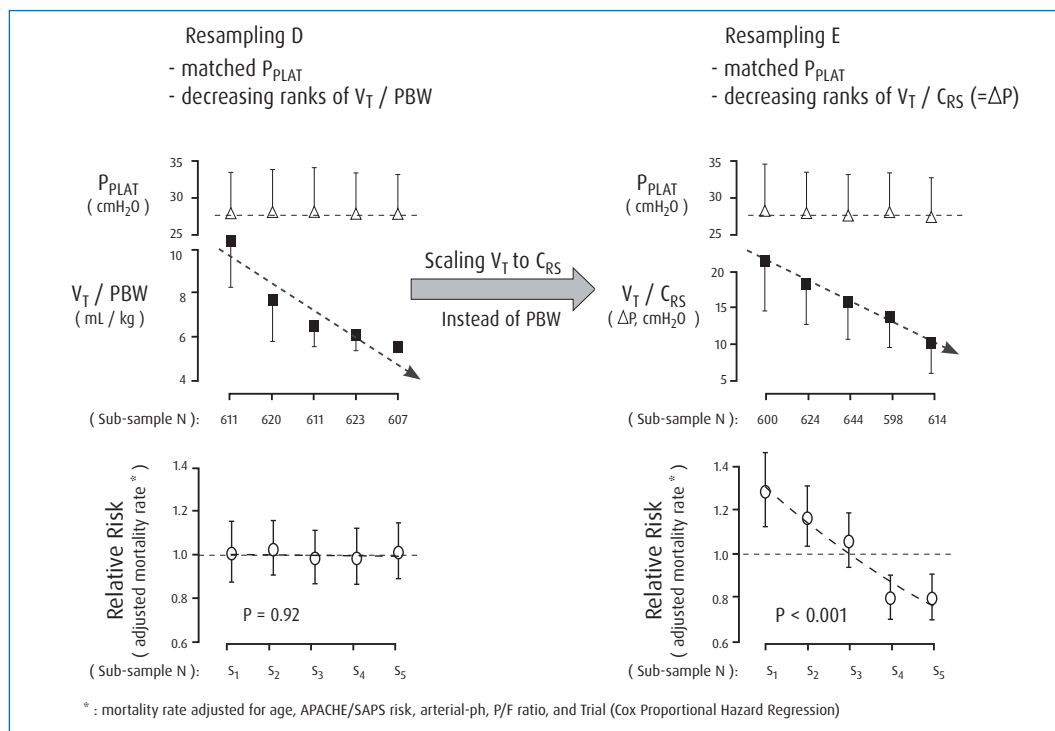 Resampling D
- matched PPLAT
- decreasing ranks of VT / PBW
PPLAT
( cmH2O )
35
30
25
VT / PBW
( mL / kg )
10
8
6
4
( Sub-sample N ):
611 620 611 623 607
Relative Risk
( adjusted mortality rate * )
1.4
1.2
1.0
0.8
0.6
P = 0.92
( Sub-sample N ):
S1 S2 S3 S4 S5
Scaling VT to CRS
Instead of PBW
Resampling E
- matched PPLAT
- decreasing ranks of VT / CRS (=ΔP)
PPLAT
( cmH2O )
35
30
25
VT / CRS
( ΔP, cmH2O )
20
15
10
5
( Sub-sample N ):
600 624 644 598 614
Relative Risk
( adjusted mortality rate * )
1.4
1.2
1.0
0.8
0.6
P < 0.001
( Sub-sample N ):
S1 S2 S3 S4 S5
* : mortality rate adjusted for age, APACHE/SAPS risk, arterial-ph, P/F ratio, and Trial (Cox Proportional Hazard Regression)